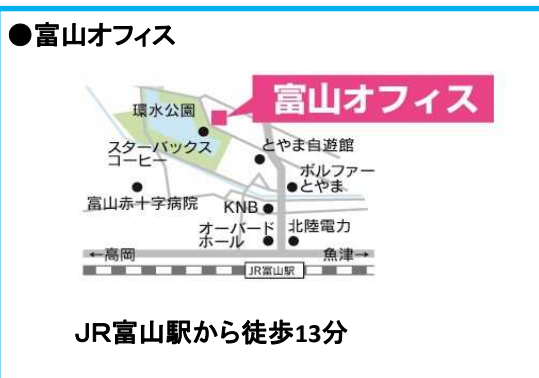 ●富山オフィス
富山オフィス
環水公園
スターバックス
コーヒー
とやま自遊館
ボルファー
とやま
富山赤十字病院
KNB
オーバード
ホール
北陸電力
←高岡
魚津→
JR富山駅
JR富山駅から徒歩13分